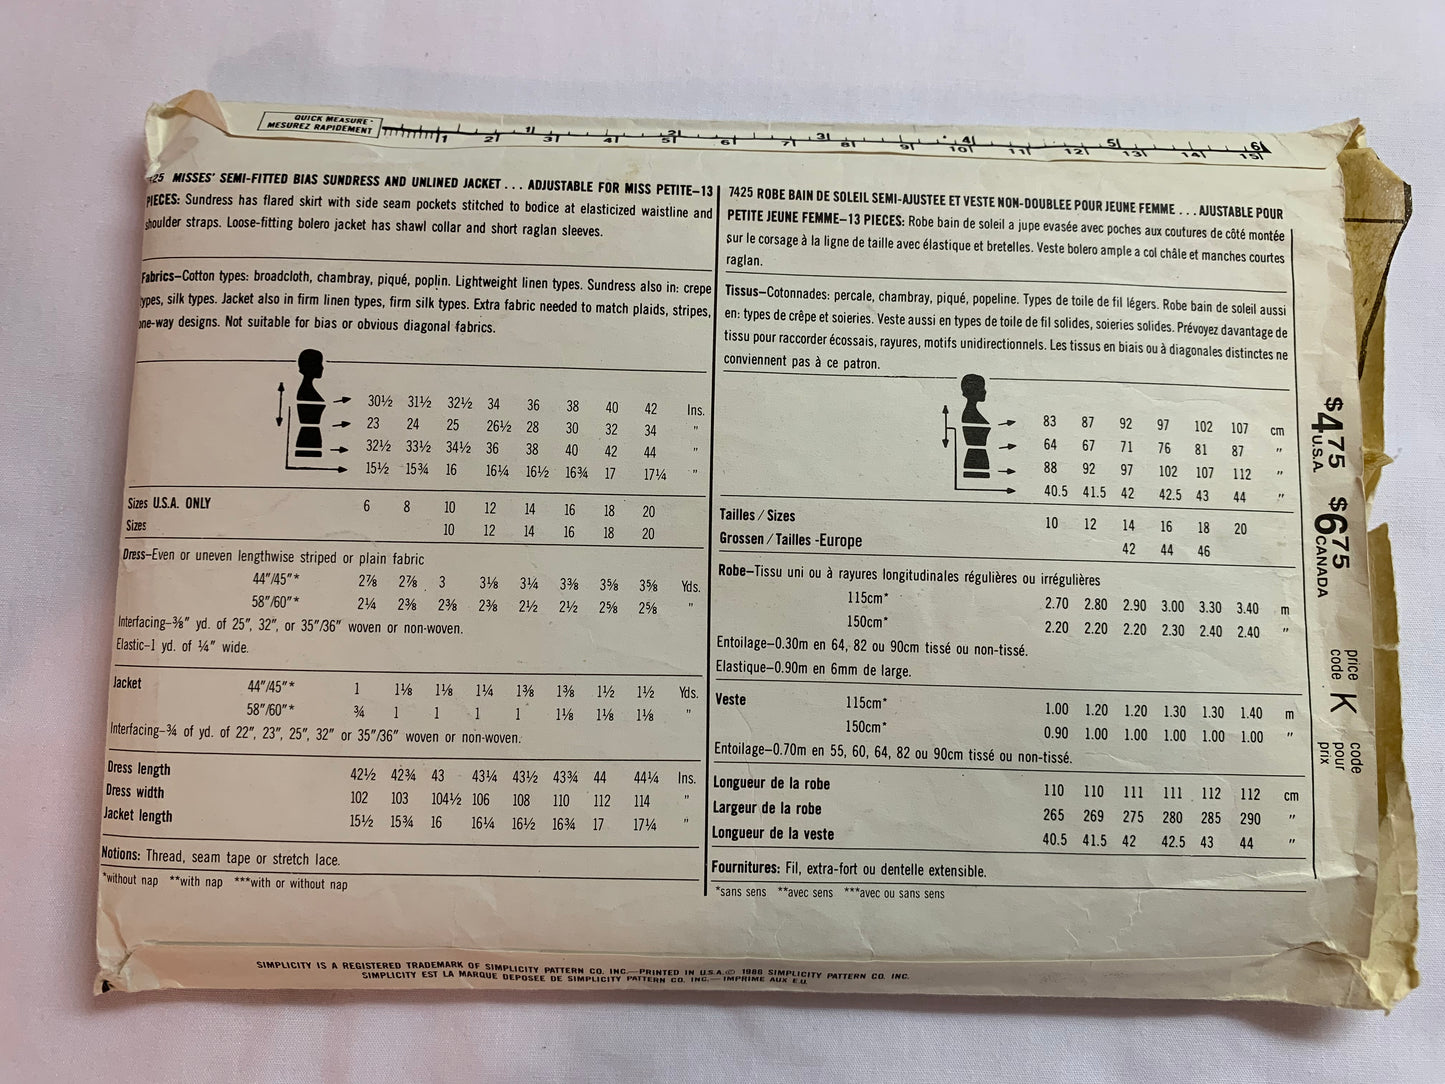 QUICK MEASURE -
MESUREZ RAPIDEMENT
1 2 3 4 5 6
1 2 3 4 5 6 7 8 9 10 11 12 13 14 15
25 MISSES' SEMI-FITTED BIAS SUNDRESS AND UNLINED JACKET . . . ADJUSTABLE FOR MISS PETITE–13
PIECES: Sundress has flared skirt with side seam pockets stitched to bodice at elasticized waistline and
shoulder straps. Loose-fitting bolero jacket has shawl collar and short raglan sleeves.
Fabrics–Cotton types: broadcloth, chambray, piqué, poplin. Lightweight linen types. Sundress also in: crepe
types, silk types. Jacket also in firm linen types, firm silk types. Extra fabric needed to match plaids, stripes,
one-way designs. Not suitable for bias or obvious diagonal fabrics.
30½ 31½ 32½ 34 36 38 40 42 Ins.
23 24 25 26½ 28 30 32 34 "
32½ 33½ 34½ 36 38 40 42 44 "
15½ 15¾ 16 16¼ 16½ 16¾ 17 17¼ "
Sizes U.S.A. ONLY 6 8 10 12 14 16 18 20
Sizes 10 12 14 16 18 20
Dress–Even or uneven lengthwise striped or plain fabric
44"/45"* 2⅞ 2⅞ 3 3⅛ 3¼ 3⅜ 3⅝ 3⅝ Yds.
58"/60"* 2¼ 2⅜ 2⅜ 2⅜ 2½ 2½ 2⅝ 2⅝ "
Interfacing–⅜" yd. of 25", 32", or 35"/36" woven or non-woven.
Elastic–1 yd. of ¼" wide.
Jacket 44"/45"* 1 1⅛ 1⅛ 1¼ 1⅜ 1⅜ 1½ 1½ Yds.
58"/60"* ¾ 1 1 1 1 1⅛ 1⅛ 1⅛ "
Interfacing–¾ of yd. of 22", 23", 25", 32" or 35"/36" woven or non-woven.
Dress length 42½ 42¾ 43 43¼ 43½ 43¾ 44 44¼ Ins.
Dress width 102 103 104½ 106 108 110 112 114 "
Jacket length 15½ 15¾ 16 16¼ 16½ 16¾ 17 17¼ "
Notions: Thread, seam tape or stretch lace.
*without nap **with nap ***with or without nap
7425 ROBE BAIN DE SOLEIL SEMI-AJUSTEE ET VESTE NON-DOUBLEE POUR JEUNE FEMME . . . AJUSTABLE POUR
PETITE JEUNE FEMME–13 PIECES: Robe bain de soleil a jupe evasée avec poches aux coutures de côté montée
sur le corsage à la ligne de taille avec élastique et bretelles. Veste bolero ample a col châle et manches courtes
raglan.
Tissus–Cotonnades: percale, chambray, piqué, popeline. Types de toile de fil légers. Robe bain de soleil aussi
en: types de crêpe et soieries. Veste aussi en types de toile de fil solides, soieries solides. Prévoyez davantage de
tissu pour raccorder écossais, rayures, motifs unidirectionnels. Les tissus en biais ou à diagonales distinctes ne
conviennent pas à ce patron.
83 87 92 97 102 107 cm
64 67 71 76 81 87 "
88 92 97 102 107 112 "
40.5 41.5 42 42.5 43 44 "
Tailles / Sizes 10 12 14 16 18 20
Grossen / Tailles -Europe 42 44 46
Robe–Tissu uni ou à rayures longitudinales régulières ou irrégulières
115cm* 2.70 2.80 2.90 3.00 3.30 3.40 m
150cm* 2.20 2.20 2.20 2.30 2.40 2.40 "
Entoilage–0.30m en 64, 82 ou 90cm tissé ou non-tissé.
Elastique–0.90m en 6mm de large.
Veste 115cm* 1.00 1.20 1.20 1.30 1.30 1.40 m
150cm* 0.90 1.00 1.00 1.00 1.00 1.00 "
Entoilage–0.70m en 55, 60, 64, 82 ou 90cm tissé ou non-tissé.
Longueur de la robe 110 110 111 111 112 112 cm
Largeur de la robe 265 269 275 280 285 290 "
Longueur de la veste 40.5 41.5 42 42.5 43 44 "
Fournitures: Fil, extra-fort ou dentelle extensible.
*sans sens **avec sens ***avec ou sans sens
$4.75 U.S.A. $6.75 CANADA
price code K code pour prix
SIMPLICITY IS A REGISTERED TRADEMARK OF SIMPLICITY PATTERN CO. INC.—PRINTED IN U.S.A.© 1986 SIMPLICITY PATTERN CO. INC.
SIMPLICITY EST LA MARQUE DEPOSEE DE SIMPLICITY PATTERN CO. INC.—IMPRIME AUX E.U.